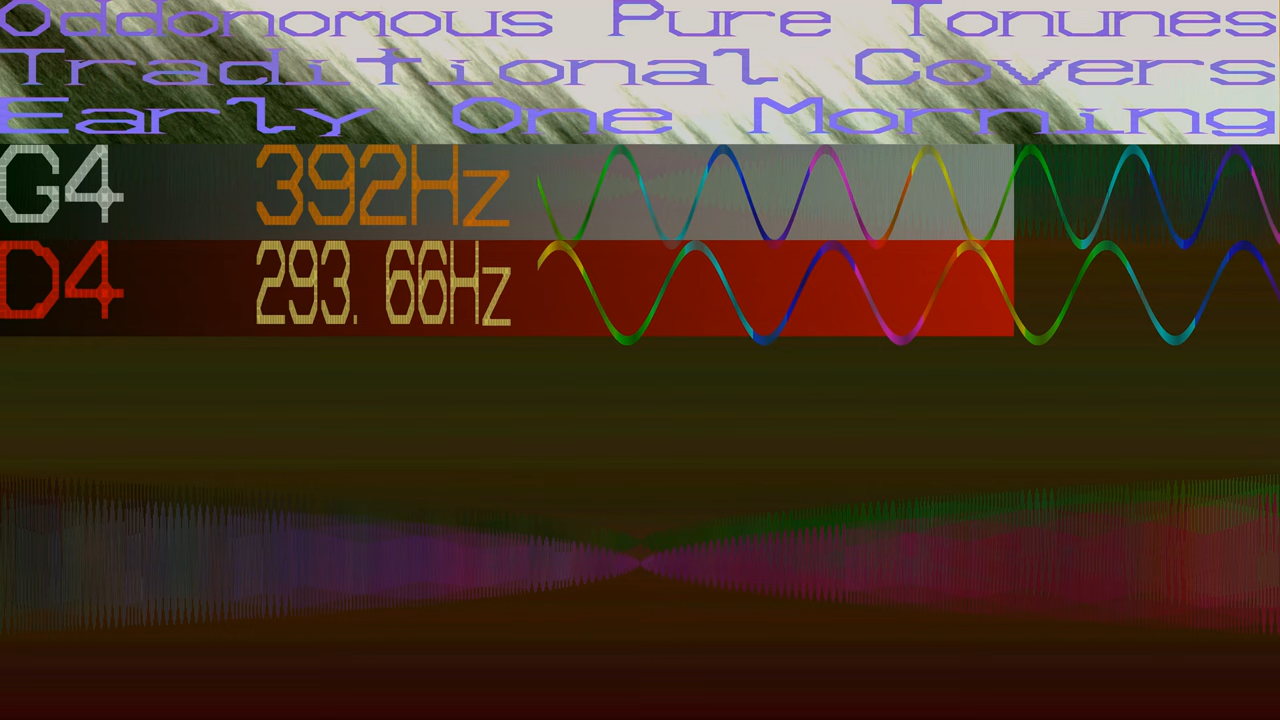 Oddonomous Pure Tonunes
Traditional Covers
Early One Morning
G4 392Hz
D4 293.66Hz